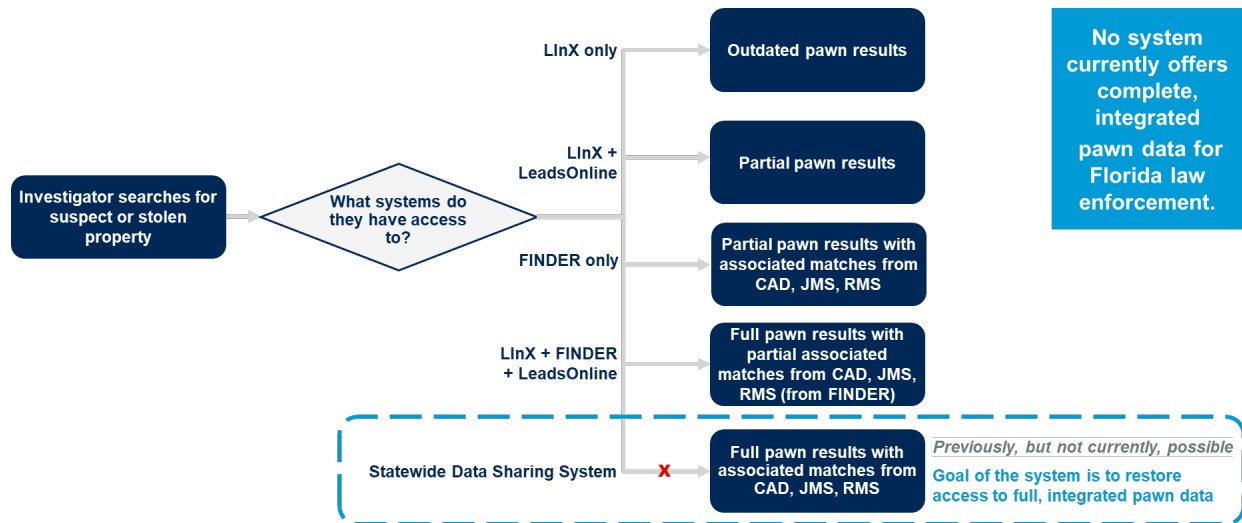 Investigator searches for
suspect or stolen
property
What systems do
they have access
to?
LInX only
Outdated pawn results
LInX +
LeadsOnline
Partial pawn results
FINDER only
Partial pawn results with
associated matches from
CAD, JMS, RMS
LInX + FINDER
+ LeadsOnline
Full pawn results with
partial associated
matches from CAD, JMS,
RMS (from FINDER)
Statewide Data Sharing System
X
Full pawn results with
associated matches from
CAD, JMS, RMS
Previously, but not currently, possible
Goal of the system is to restore
access to full, integrated pawn data
No system
currently offers
complete,
integrated
pawn data for
Florida law
enforcement.